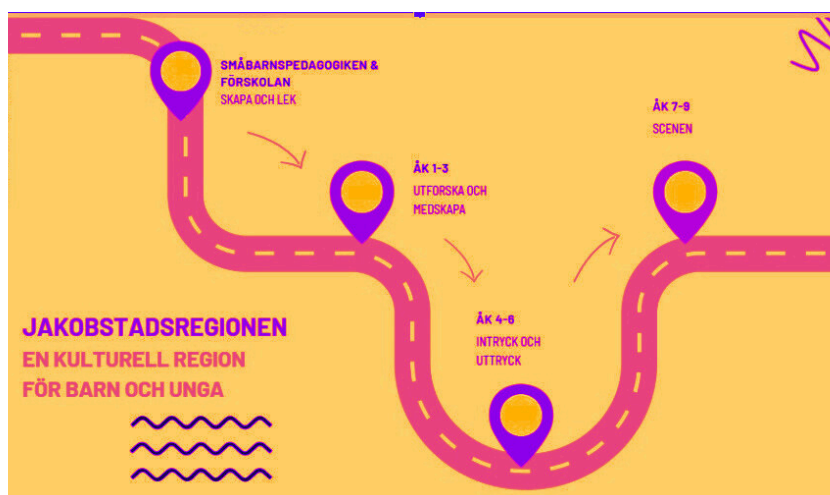 SMÅBARNSPEDAGOGIKEN &
FÖRSKOLAN
SKAPA OCH LEK
ÅK 1-3
UTFORSKA OCH
MEDSKAPA
ÅK 4-6
INTRYCK OCH
UTTRYCK
ÅK 7-9
SCENEN
JAKOBSTADSREGIONEN
EN KULTURELL REGION
FÖR BARN OCH UNGA